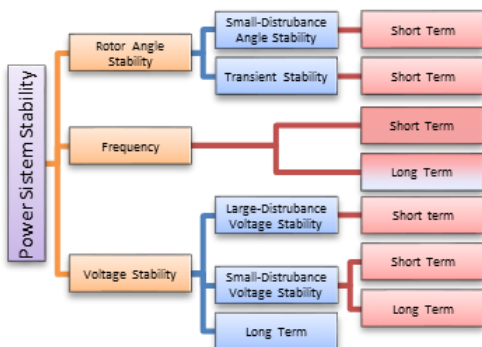 Power Sistem Stability
Rotor Angle
Stability
Small-Distrubance
Angle Stability
Short Term
Transient Stability
Short Term
Frequency
Short Term
Long Term
Voltage Stability
Large-Distrubance
Voltage Stability
Short term
Small-Distrubance
Voltage Stability
Short Term
Long Term
Long Term